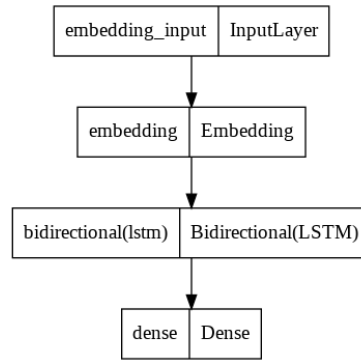 embedding_input InputLayer
embedding Embedding
bidirectional(lstm) Bidirectional(LSTM)
dense Dense